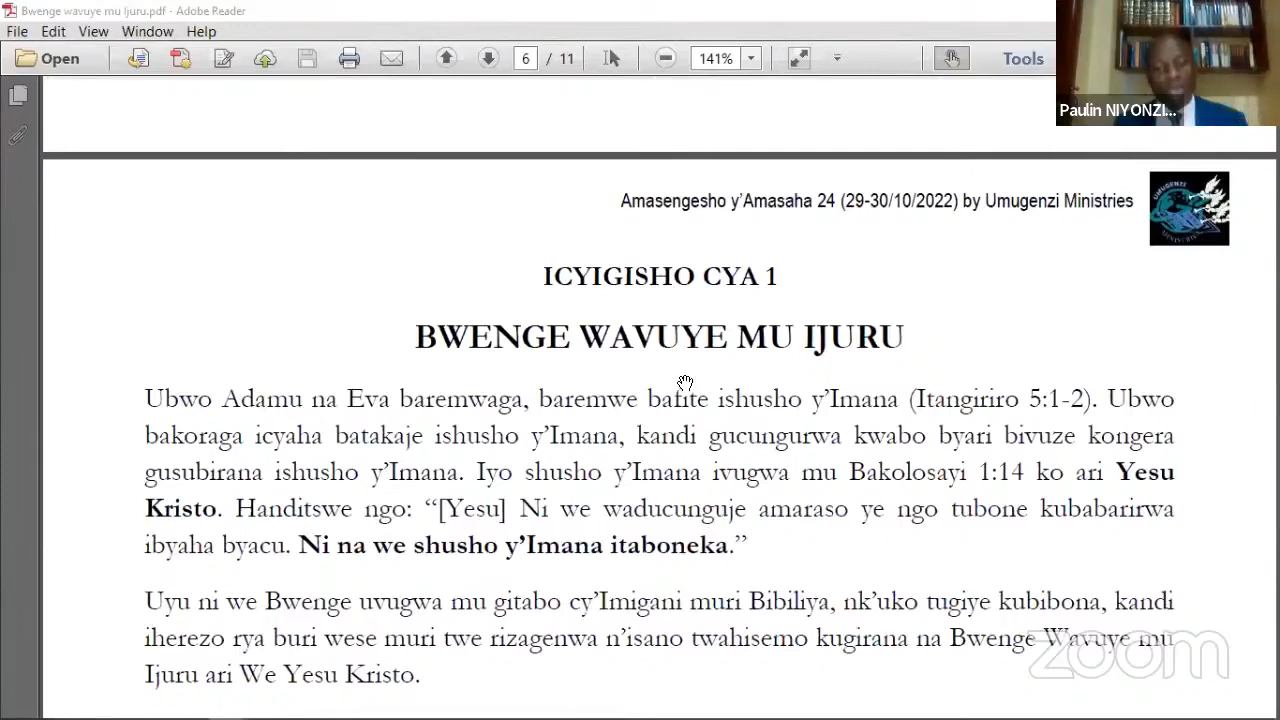 Bwenge wavuye mu Ijuru.pdf - Adobe Reader
File Edit View Window Help
Open 6 / 11 141% Tools
Paulin NIYONZI...
Amasengesho y'Amasaha 24 (29-30/10/2022) by Umugenzi Ministries
UMUGENZI
MINISTRIES
ICYIGISHO CYA 1
BWENGE WAVUYE MU IJURU
Ubwo Adamu na Eva baremwaga, baremwe bafite ishusho y'Imana (Itangiriro 5:1-2). Ubwo
bakoraga icyaha batakaje ishusho y'Imana, kandi gucungurwa kwabo byari bivuze kongera
gusubirana ishusho y'Imana. Iyo shusho y'Imana ivugwa mu Bakolosayi 1:14 ko ari Yesu
Kristo. Handitswe ngo: “[Yesu] Ni we waducunguje amaraso ye ngo tubone kubabarirwa
ibyaha byacu. Ni na we shusho y'Imana itaboneka.”
Uyu ni we Bwenge uvugwa mu gitabo cy'Imigani muri Bibiliya, nk'uko tugiye kubibona, kandi
iherezo rya buri wese muri twe rizagenwa n'isano twahisemo kugirana na Bwenge Wavuye mu
Ijuru ari We Yesu Kristo.
zoom